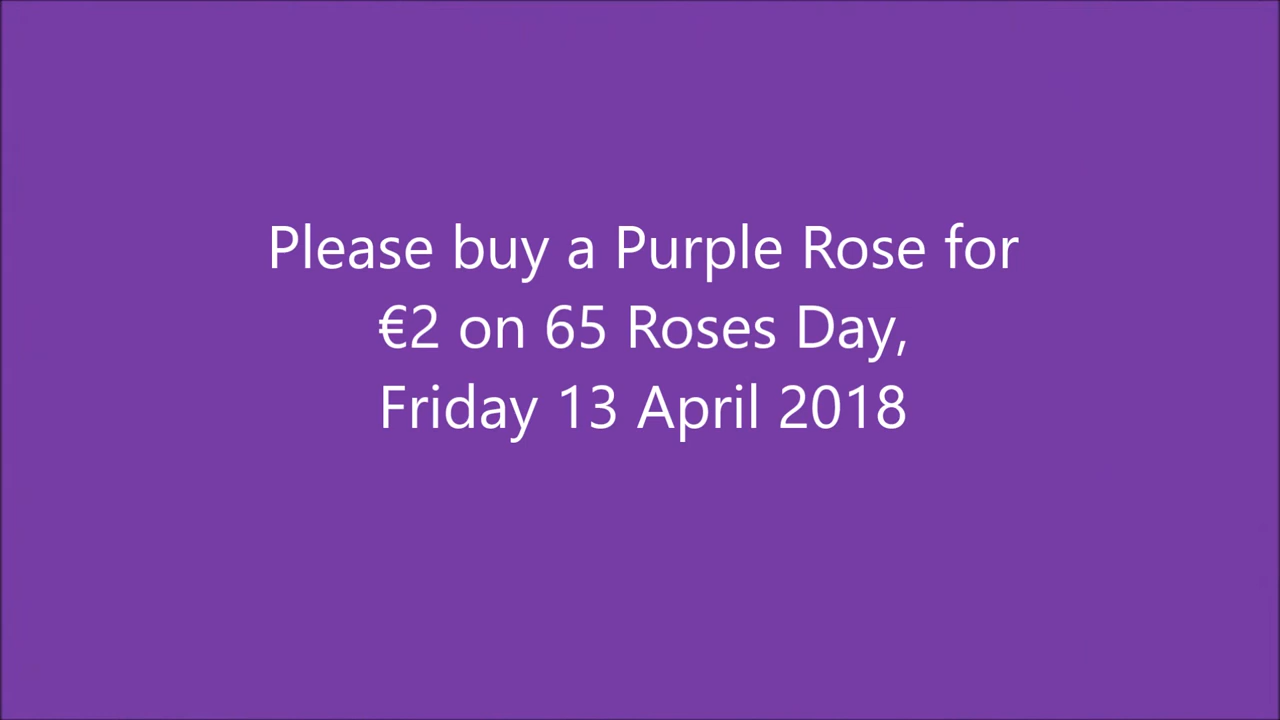 Please buy a Purple Rose for
€2 on 65 Roses Day,
Friday 13 April 2018